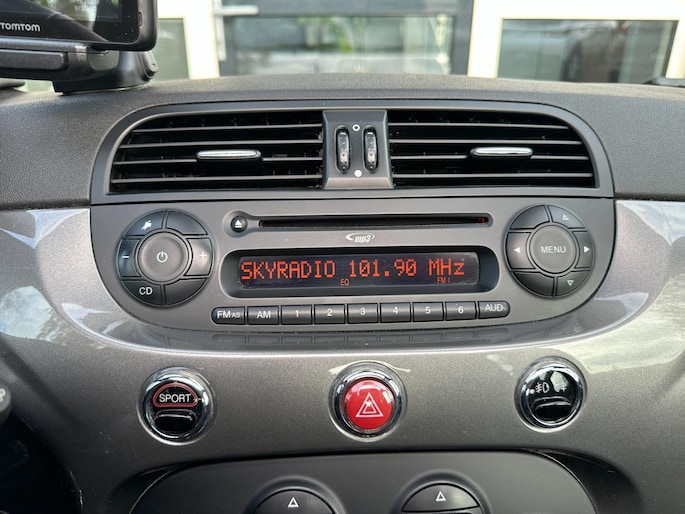 TOMTOM
mp3
SKYRADIO 101.90 MHz
EQ FM1
− + CD
MENU
FM AS AM 1 2 3 4 5 6 AUD
SPORT